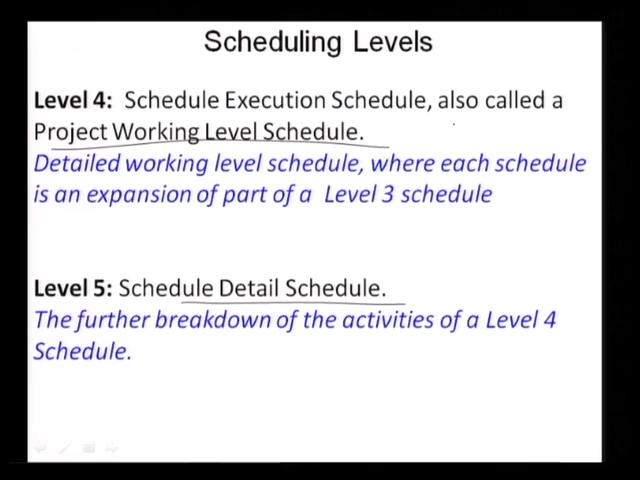 Scheduling Levels
Level 4: Schedule Execution Schedule, also called a
Project Working Level Schedule.
Detailed working level schedule, where each schedule
is an expansion of part of a Level 3 schedule
Level 5: Schedule Detail Schedule.
The further breakdown of the activities of a Level 4
Schedule.